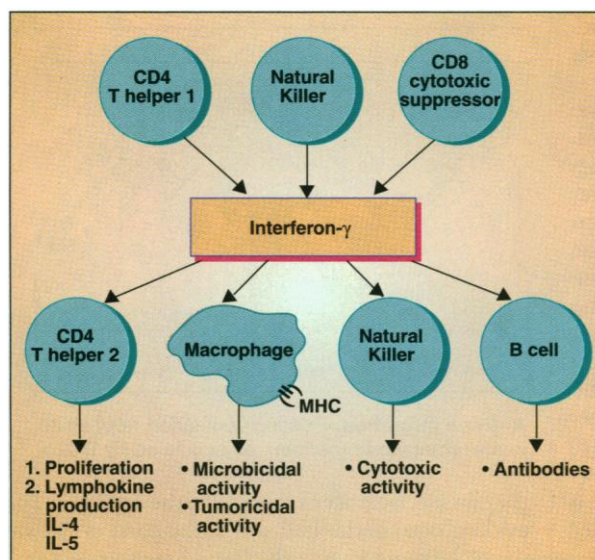 CD4
T helper 1
Natural
Killer
CD8
cytotoxic
suppressor
Interferon-γ
CD4
T helper 2
Macrophage
MHC
Natural
Killer
B cell
1. Proliferation
2. Lymphokine
production
IL-4
IL-5
• Microbicidal
activity
• Tumoricidal
activity
• Cytotoxic
activity
• Antibodies